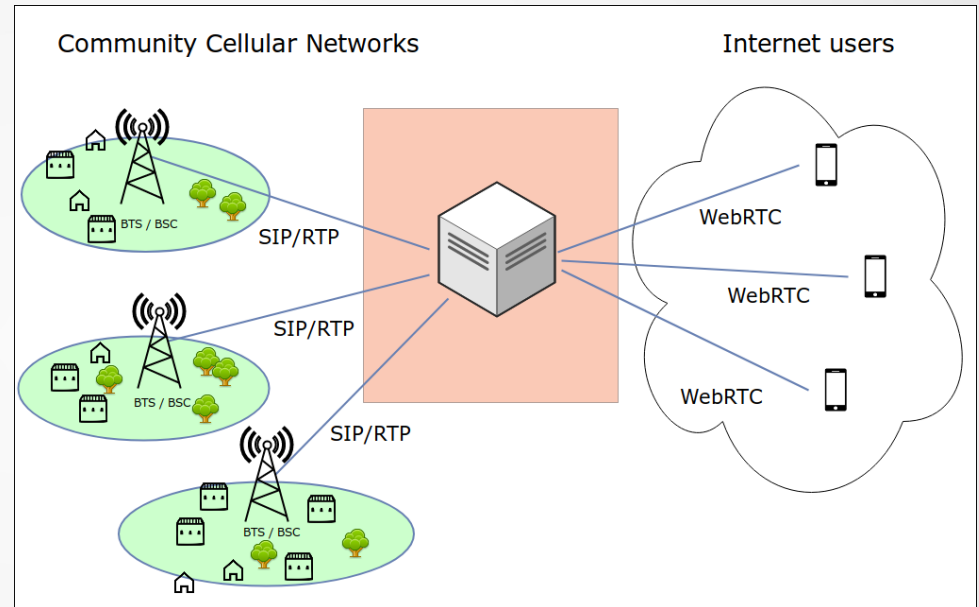 Community Cellular Networks
Internet users
BTS / BSC
SIP/RTP
WebRTC
BTS / BSC
SIP/RTP
WebRTC
BTS / BSC
SIP/RTP
WebRTC